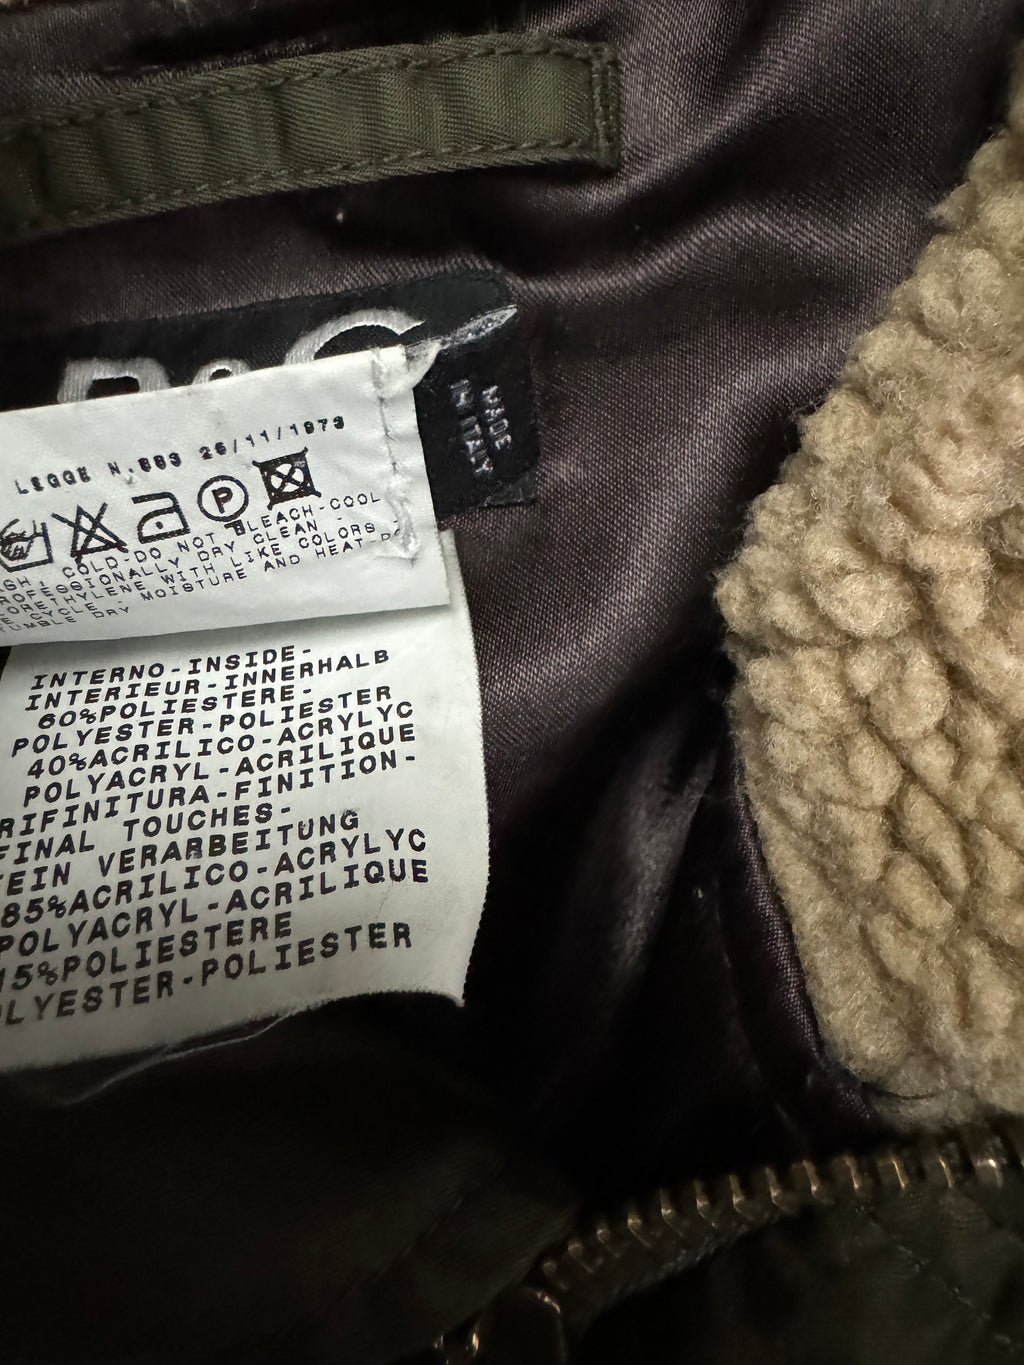 D&G
MADE
IN ITALY
LEGGE N.883 26/11/1973
P
COLD-DO NOT BLEACH-COOL
PROFESSIONALLY DRY CLEAN -
WITH LIKE COLORS -
E CYCLE - MOISTURE AND HEAT
TUMBLE DRY
INTERNO-INSIDE-
INTERIEUR-INNERHALB
60%POLIESTERE-
POLYESTER-POLIESTER
40%ACRILICO-ACRYLYC
POLYACRYL-ACRILIQUE
RIFINITURA-FINITION-
FINAL TOUCHES-
FEIN VERARBEITUNG
85%ACRILICO-ACRYLYC
POLYACRYL-ACRILIQUE
15%POLIESTERE
POLYESTER-POLIESTER